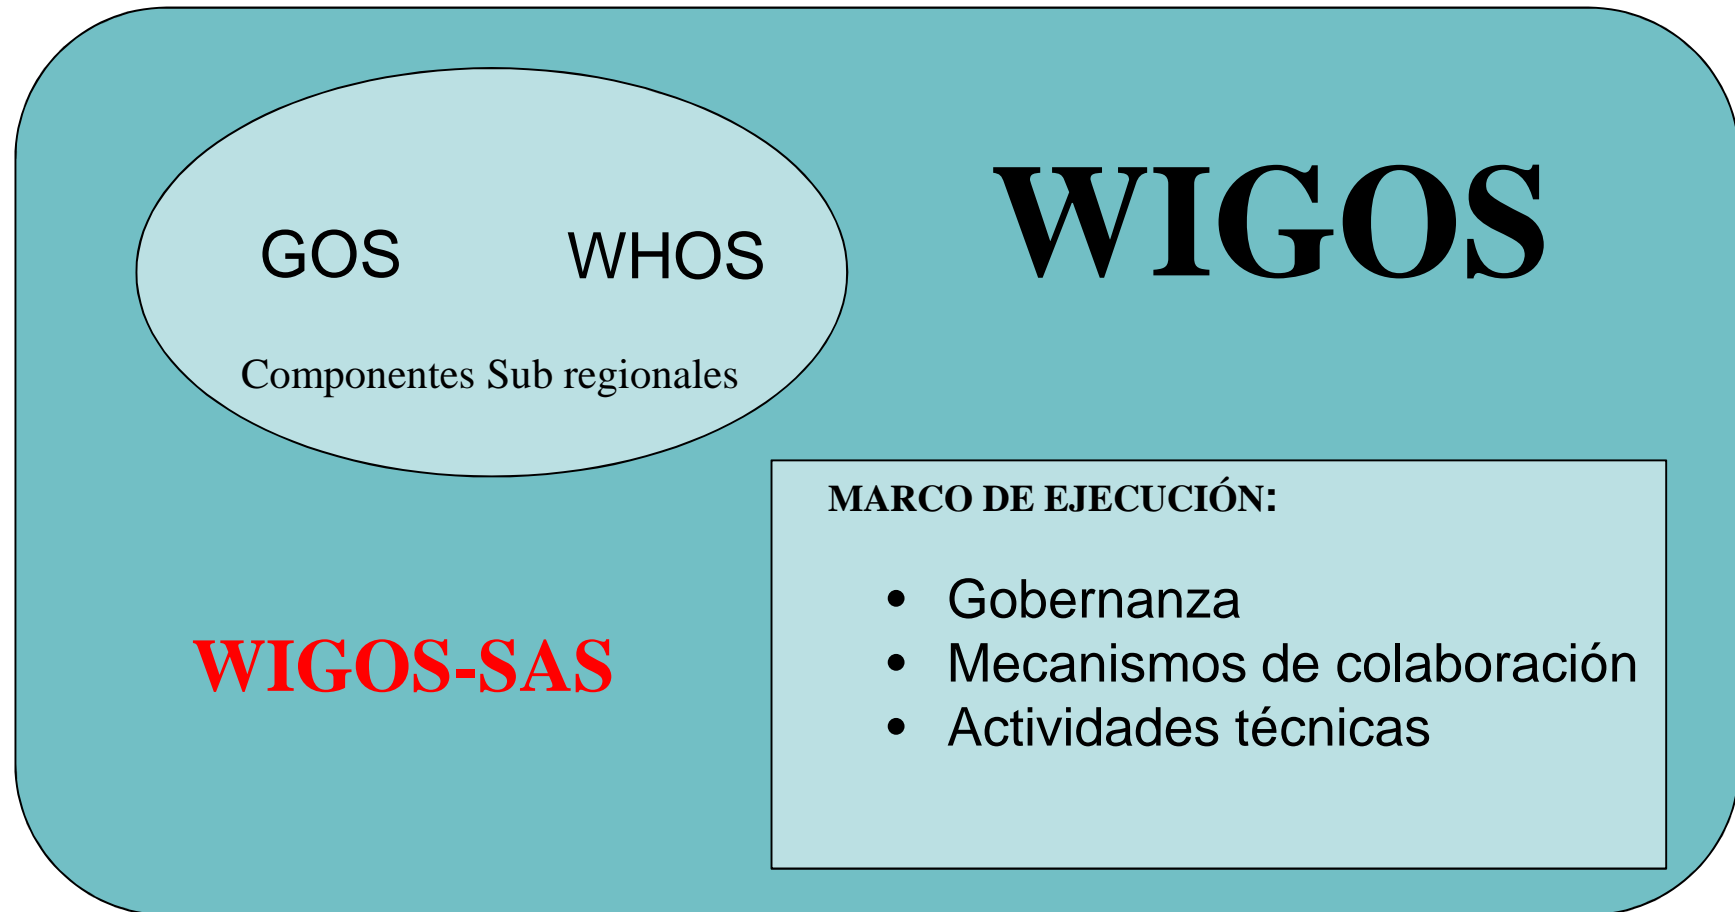 WIGOS
GOS WHOS
Componentes Sub regionales
MARCO DE EJECUCIÓN:
• Gobernanza
• Mecanismos de colaboración
• Actividades técnicas
WIGOS-SAS